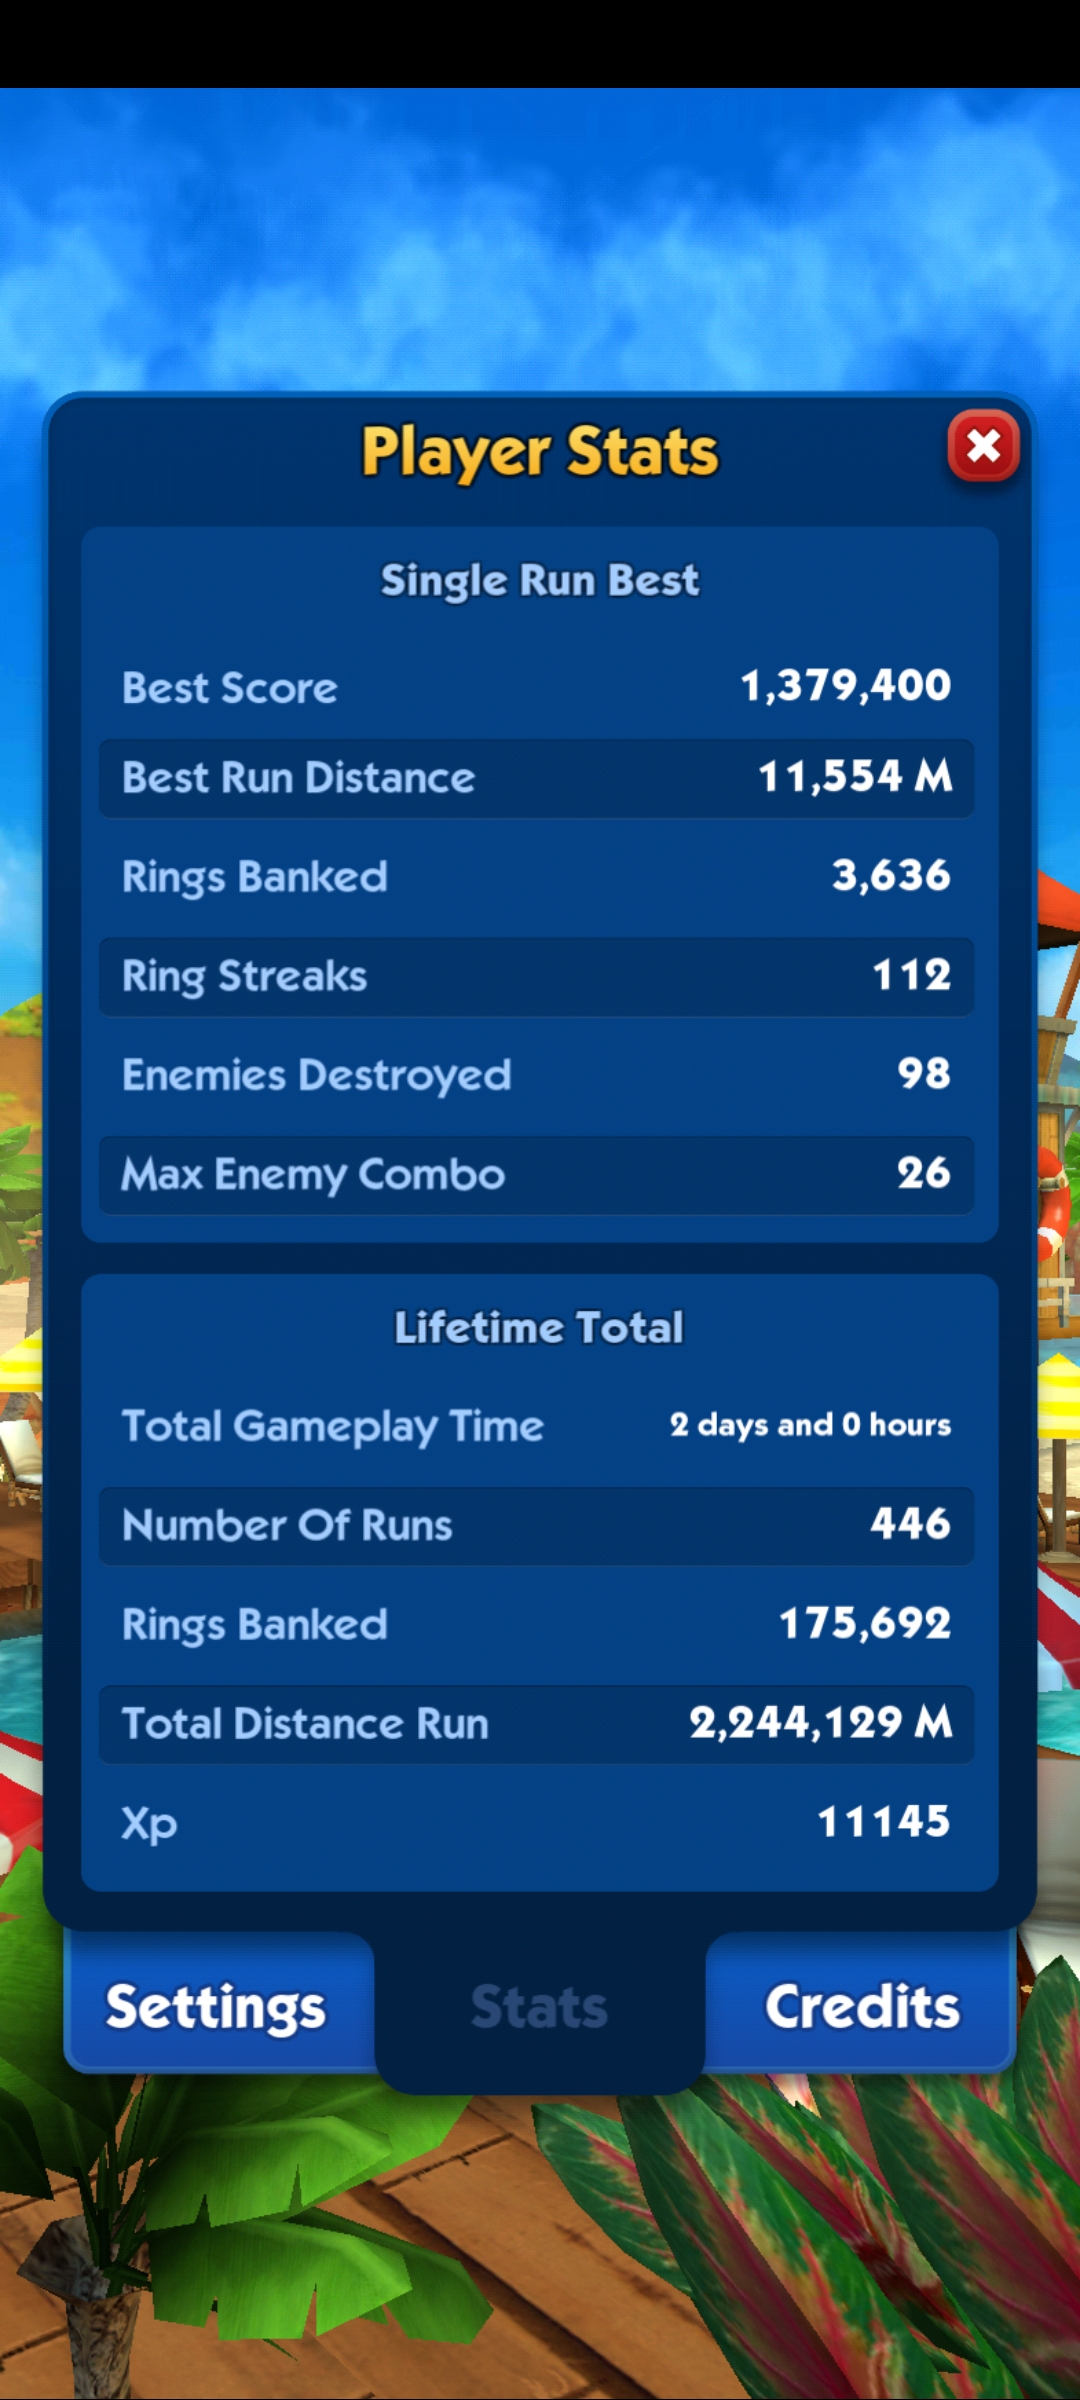 Player Stats
Single Run Best
Best Score 1,379,400
Best Run Distance 11,554 M
Rings Banked 3,636
Ring Streaks 112
Enemies Destroyed 98
Max Enemy Combo 26
Lifetime Total
Total Gameplay Time 2 days and 0 hours
Number Of Runs 446
Rings Banked 175,692
Total Distance Run 2,244,129 M
Xp 11145
Settings Stats Credits